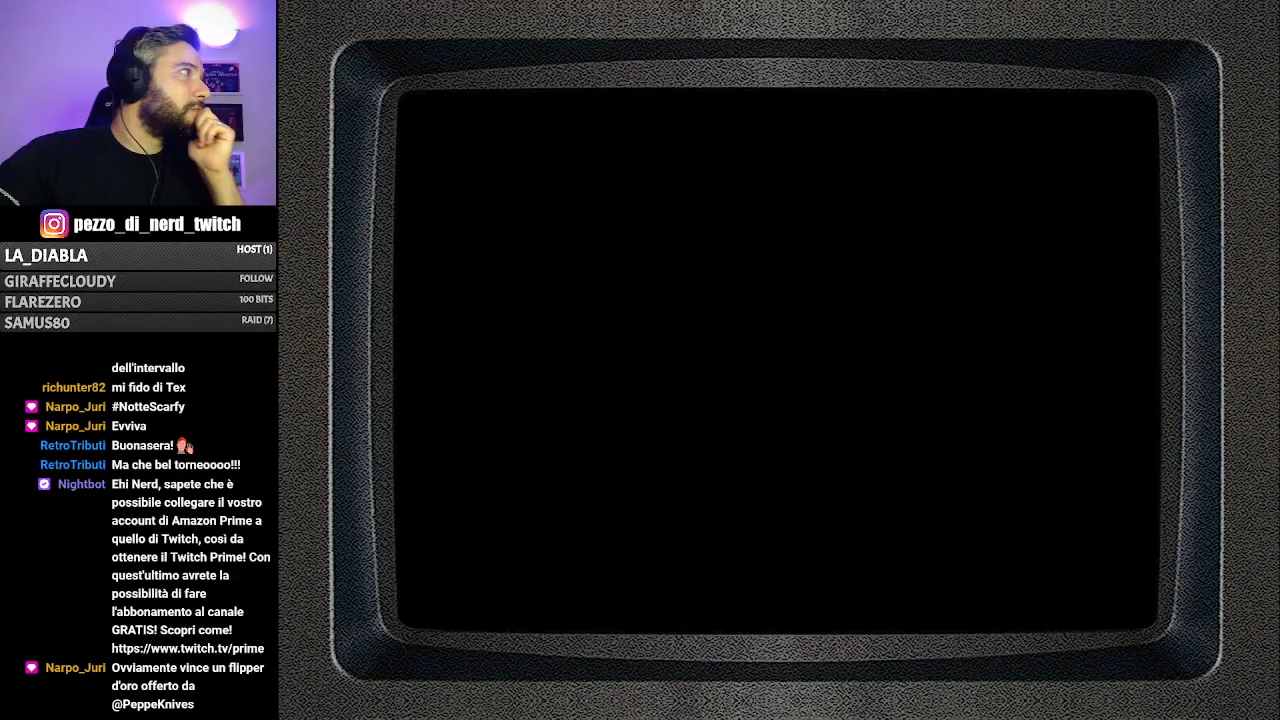 pezzo_di_nerd_twitch
LA_DIABLA HOST (1)
GIRAFFECLOUDY FOLLOW
FLAREZERO 100 BITS
SAMUS80 RAID (7)
dell'intervallo
richunter82 mi fido di Tex
Narpo_Juri #NotteScarfy
Narpo_Juri Evviva
RetroTributi Buonasera!
RetroTributi Ma che bel torneoooo!!!
Nightbot Ehi Nerd, sapete che è
possibile collegare il vostro
account di Amazon Prime a
quello di Twitch, così da
ottenere il Twitch Prime! Con
quest'ultimo avrete la
possibilità di fare
l'abbonamento al canale
GRATIS! Scopri come!
https://www.twitch.tv/prime
Narpo_Juri Ovviamente vince un flipper
d'oro offerto da
@PeppeKnives